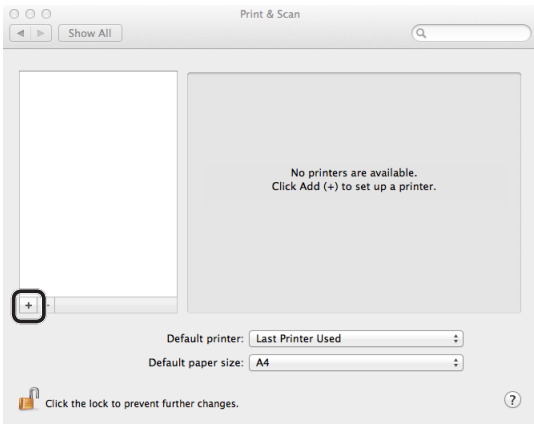 Print & Scan
Show All
No printers are available.
Click Add (+) to set up a printer.
+ -
Default printer: Last Printer Used
Default paper size: A4
Click the lock to prevent further changes.
?